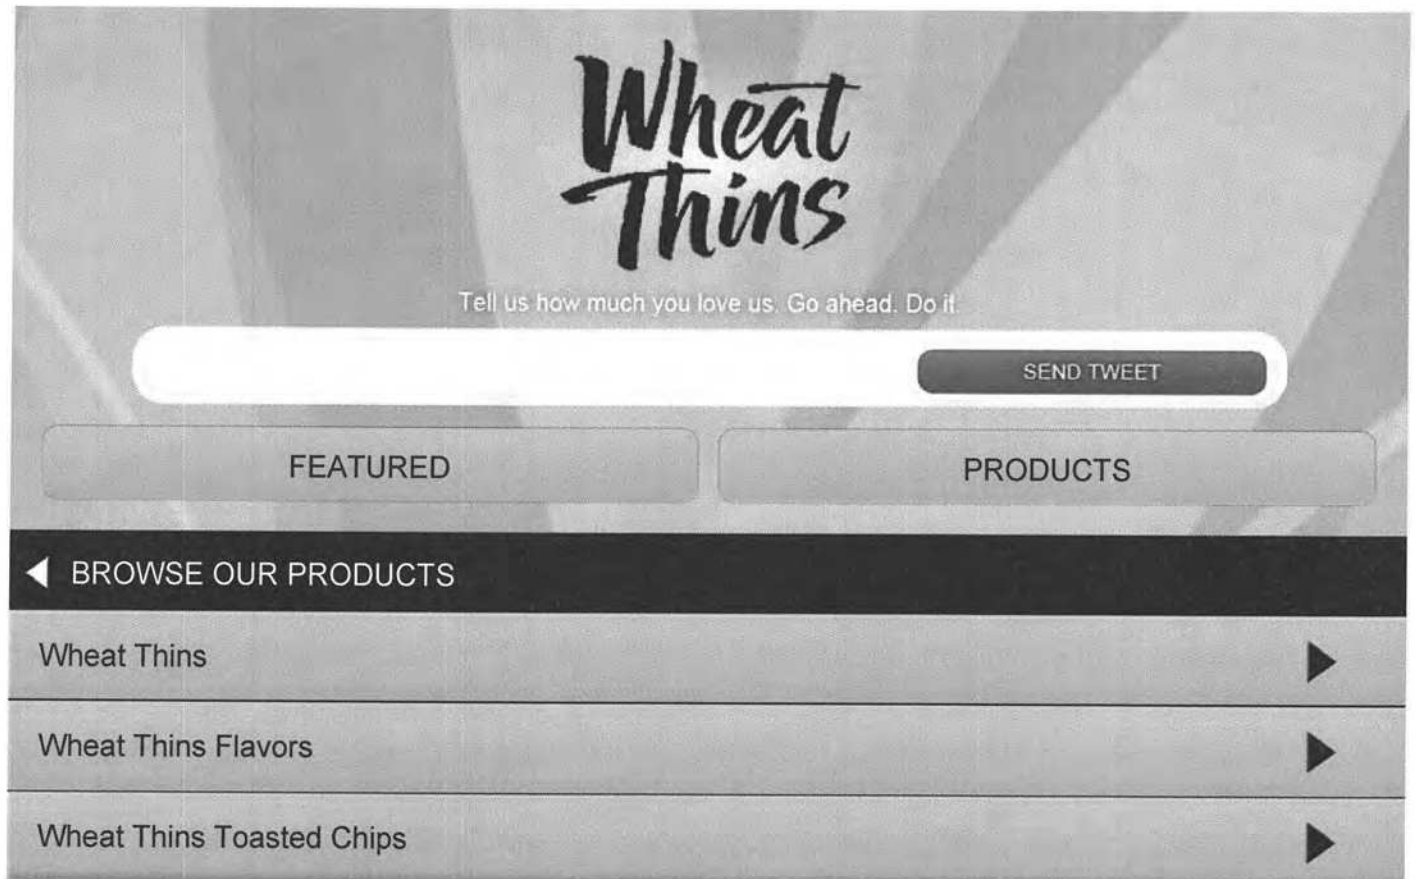 Wheat
Thins
Tell us how much you love us. Go ahead. Do it.
SEND TWEET
FEATURED
PRODUCTS
BROWSE OUR PRODUCTS
Wheat Thins
Wheat Thins Flavors
Wheat Thins Toasted Chips